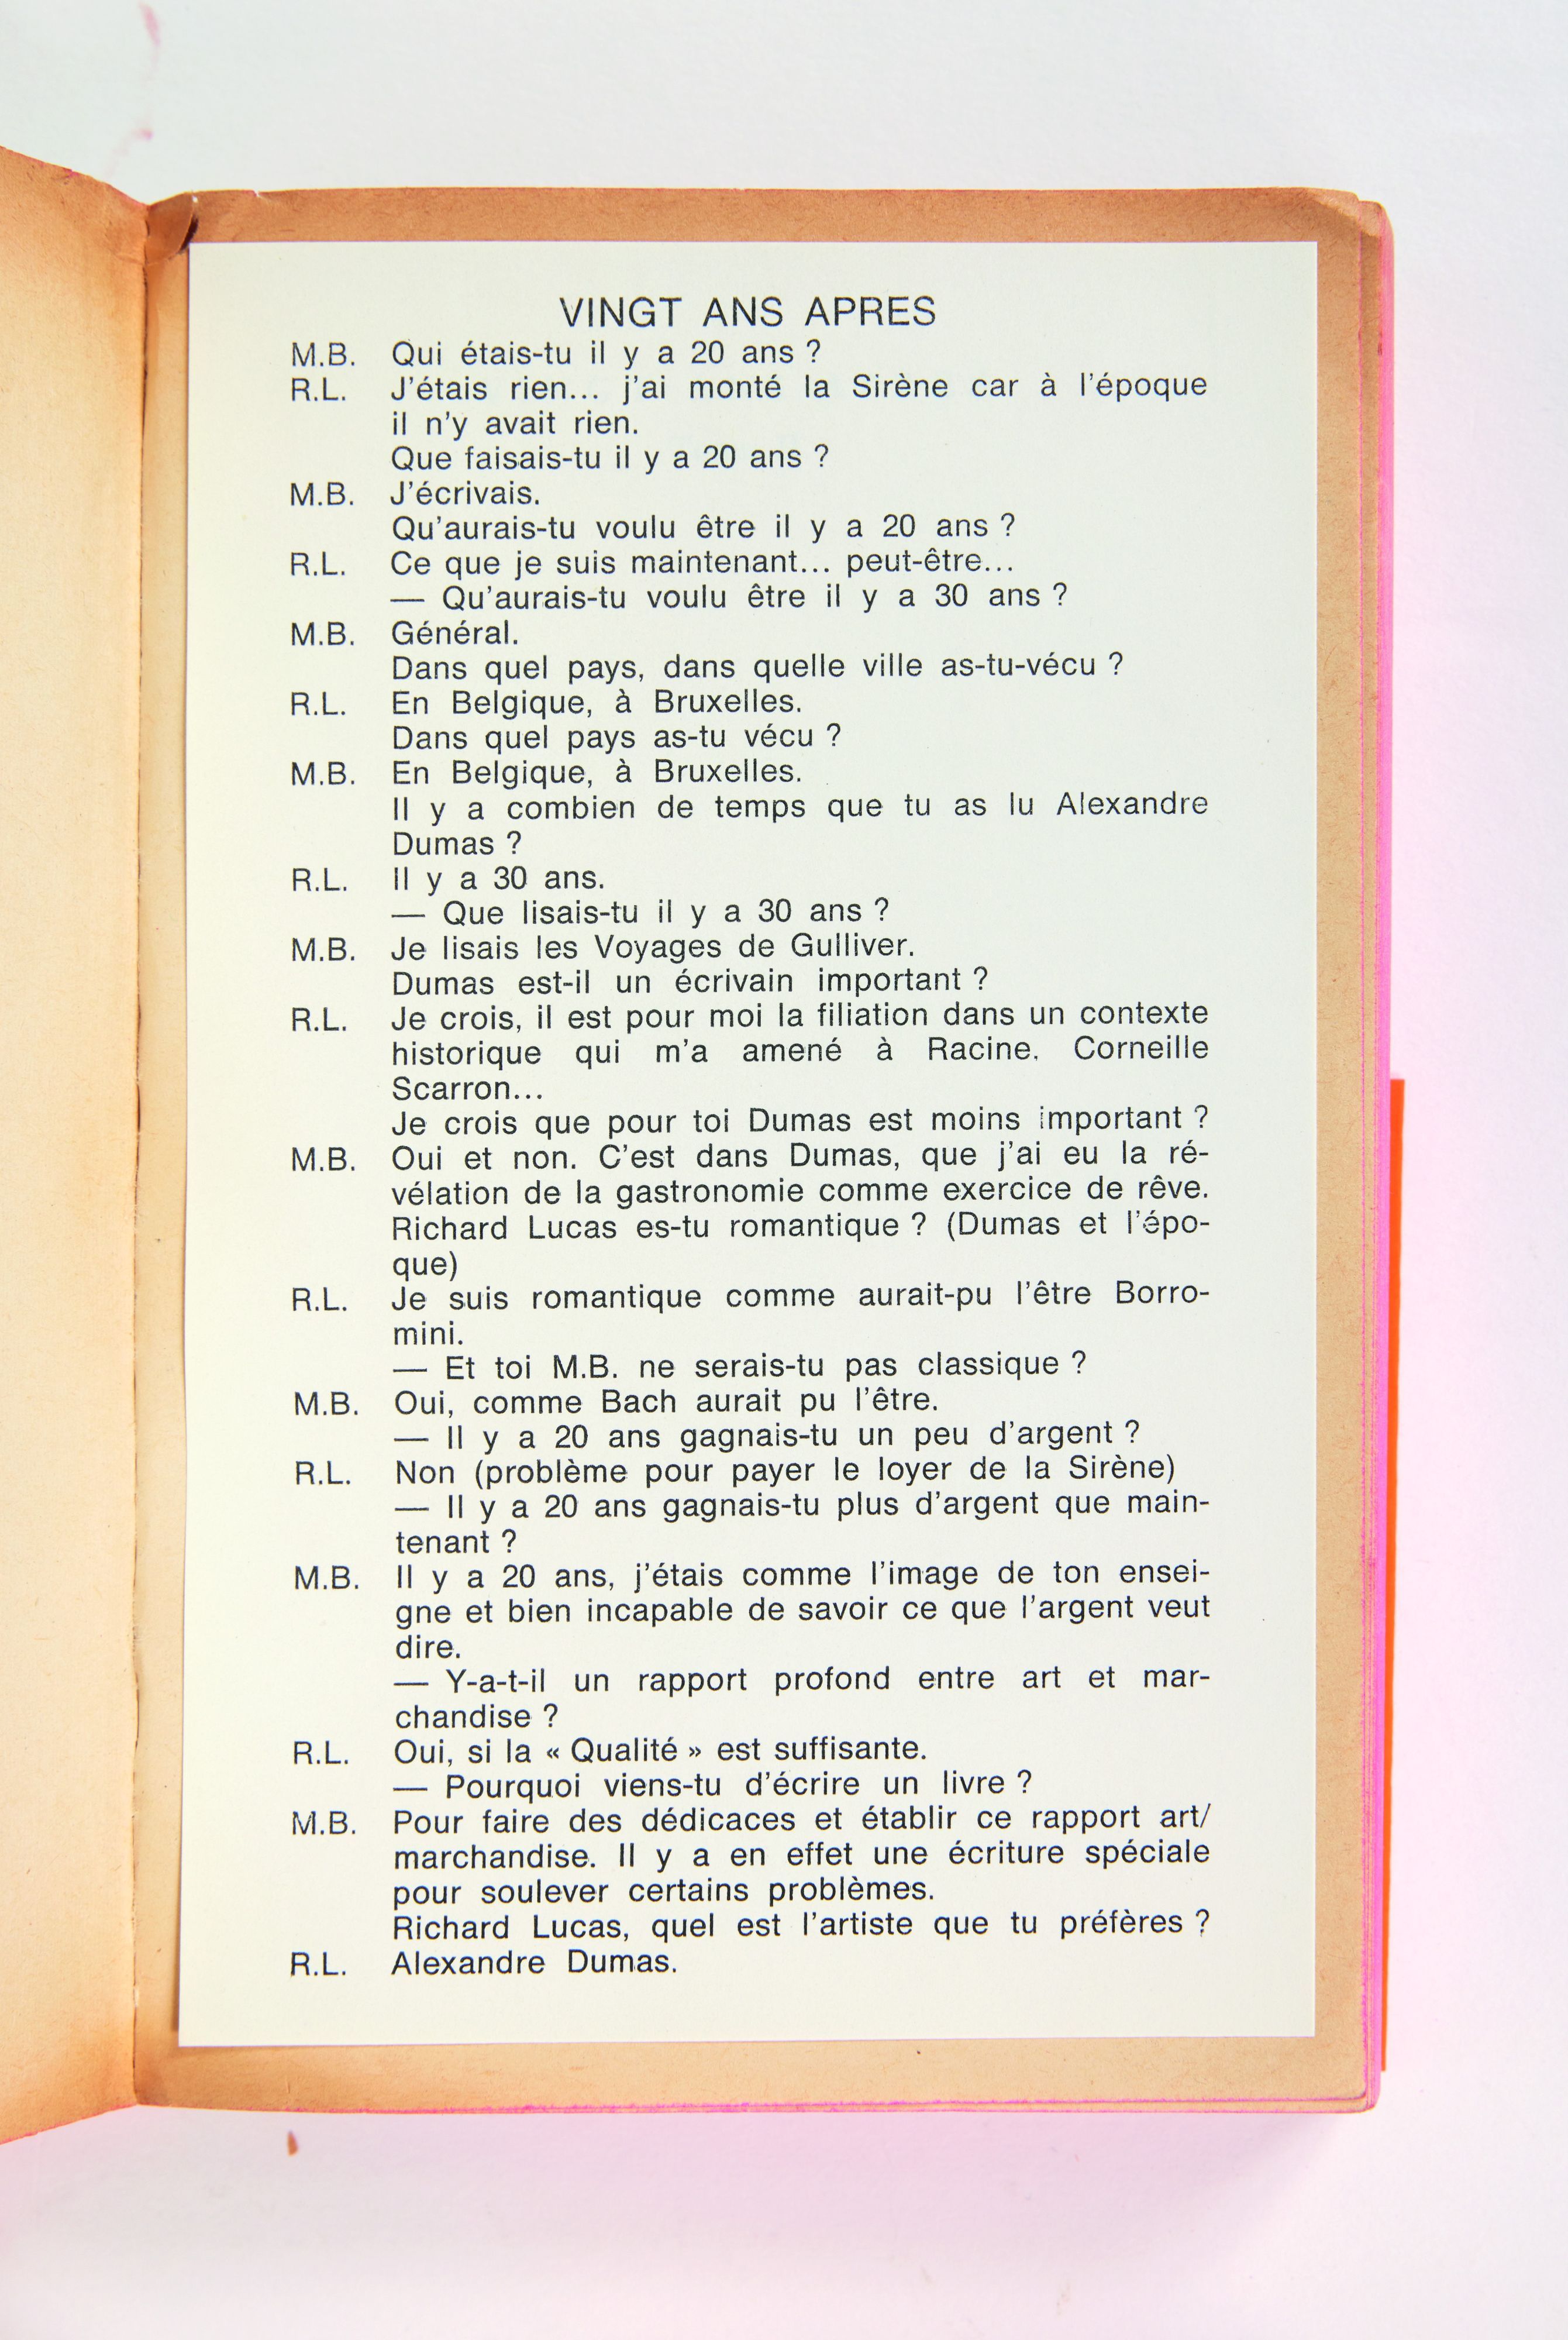 VINGT ANS APRES
M.B. Qui étais-tu il y a 20 ans ?
R.L. J'étais rien... j'ai monté la Sirène car à l'époque
il n'y avait rien.
Que faisais-tu il y a 20 ans ?
M.B. J'écrivais.
Qu'aurais-tu voulu être il y a 20 ans ?
R.L. Ce que je suis maintenant... peut-être...
— Qu'aurais-tu voulu être il y a 30 ans ?
M.B. Général.
Dans quel pays, dans quelle ville as-tu-vécu ?
R.L. En Belgique, à Bruxelles.
Dans quel pays as-tu vécu ?
M.B. En Belgique, à Bruxelles.
Il y a combien de temps que tu as lu Alexandre
Dumas ?
R.L. Il y a 30 ans.
— Que lisais-tu il y a 30 ans ?
M.B. Je lisais les Voyages de Gulliver.
Dumas est-il un écrivain important ?
R.L. Je crois, il est pour moi la filiation dans un contexte
historique qui m'a amené à Racine. Corneille
Scarron...
Je crois que pour toi Dumas est moins important ?
M.B. Oui et non. C'est dans Dumas, que j'ai eu la ré-
vélation de la gastronomie comme exercice de rêve.
Richard Lucas es-tu romantique ? (Dumas et l'épo-
que)
R.L. Je suis romantique comme aurait-pu l'être Borro-
mini.
— Et toi M.B. ne serais-tu pas classique ?
M.B. Oui, comme Bach aurait pu l'être.
— Il y a 20 ans gagnais-tu un peu d'argent ?
R.L. Non (problème pour payer le loyer de la Sirène)
— Il y a 20 ans gagnais-tu plus d'argent que main-
tenant ?
M.B. Il y a 20 ans, j'étais comme l'image de ton ensei-
gne et bien incapable de savoir ce que l'argent veut
dire.
— Y-a-t-il un rapport profond entre art et mar-
chandise ?
R.L. Oui, si la « Qualité » est suffisante.
— Pourquoi viens-tu d'écrire un livre ?
M.B. Pour faire des dédicaces et établir ce rapport art/
marchandise. Il y a en effet une écriture spéciale
pour soulever certains problèmes.
Richard Lucas, quel est l'artiste que tu préfères ?
R.L. Alexandre Dumas.